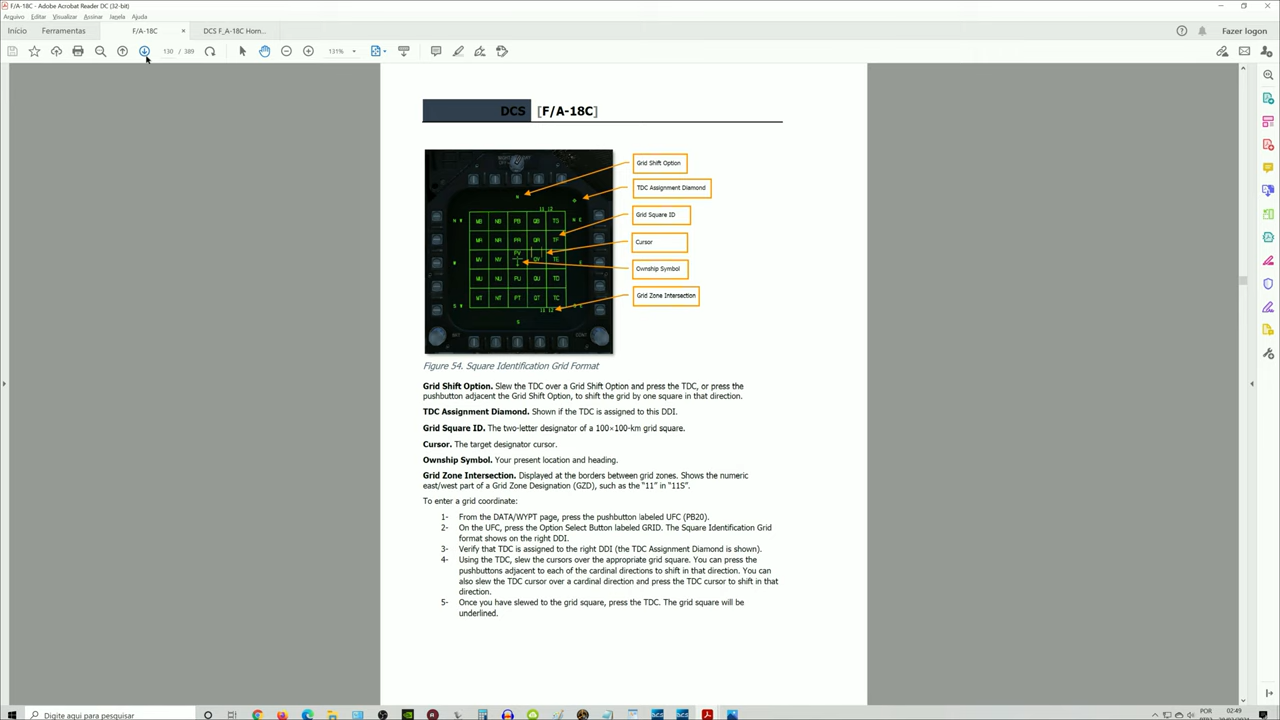 F/A-18C - Adobe Acrobat Reader DC (32-bit)
Arquivo Editar Visualizar Assinar Janela Ajuda
Início Ferramentas F/A-18C × DCS F_A-18C Hom... Fazer logon
130 / 389 131%
DCS [F/A-18C]
Grid Shift Option
TDC Assignment Diamond
Grid Square ID
Cursor
Ownship Symbol
Grid Zone Intersection
N
11 12
N W
N E
W
E
S W
11 12
S
Figure 54. Square Identification Grid Format
Grid Shift Option. Slew the TDC over a Grid Shift Option and press the TDC, or press the
pushbutton adjacent the Grid Shift Option, to shift the grid by one square in that direction.
TDC Assignment Diamond. Shown if the TDC is assigned to this DDI.
Grid Square ID. The two-letter designator of a 100×100-km grid square.
Cursor. The target designator cursor.
Ownship Symbol. Your present location and heading.
Grid Zone Intersection. Displayed at the borders between grid zones. Shows the numeric
east/west part of a Grid Zone Designation (GZD), such as the “11” in “11S”.
To enter a grid coordinate:
1- From the DATA/WYPT page, press the pushbutton labeled UFC (PB20).
2- On the UFC, press the Option Select Button labeled GRID. The Square Identification Grid
format shows on the right DDI.
3- Verify that TDC is assigned to the right DDI (the TDC Assignment Diamond is shown).
4- Using the TDC, slew the cursors over the appropriate grid square. You can press the
pushbuttons adjacent to each of the cardinal directions to shift in that direction. You can
also slew the TDC cursor over a cardinal direction and press the TDC cursor to shift in that
direction.
5- Once you have slewed to the grid square, press the TDC. The grid square will be
underlined.
Digite aqui para pesquisar
POR 02:49